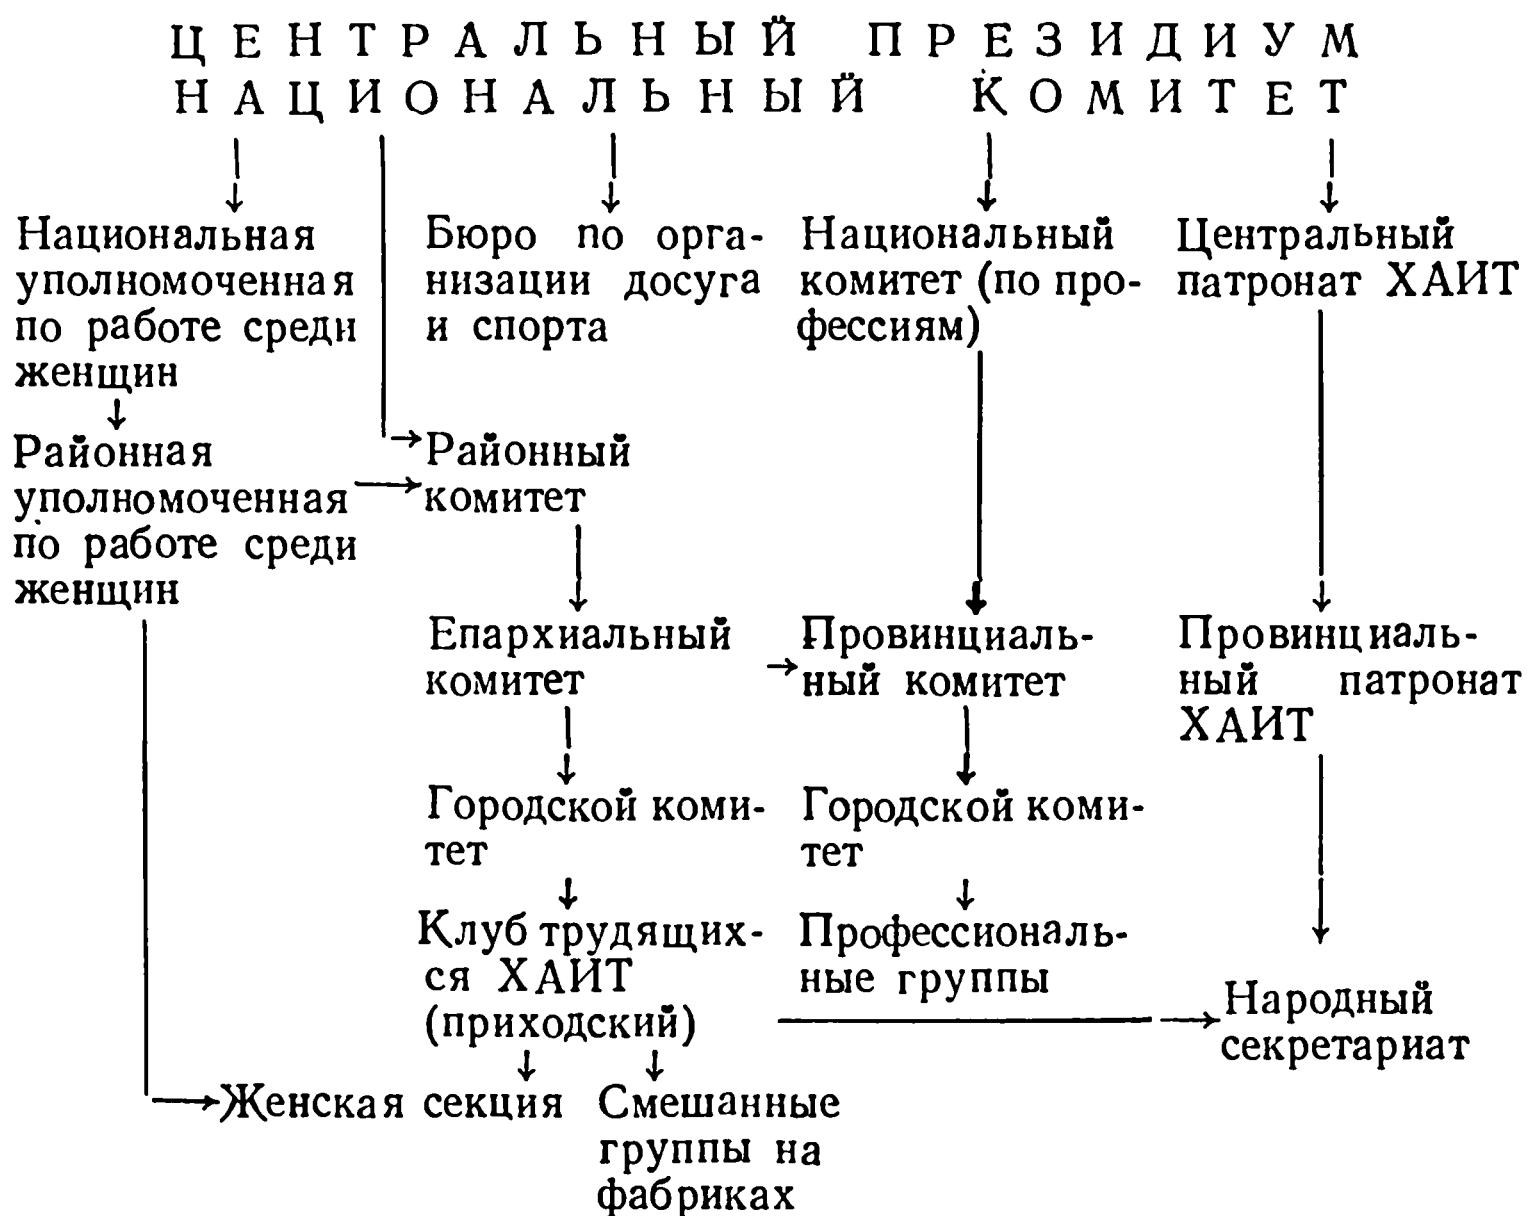 ЦЕНТРАЛЬНЫЙ ПРЕЗИДИУМ
НАЦИОНАЛЬНЫЙ КОМИТЕТ
Национальная
уполномоченная
по работе среди
женщин
Бюро по орга-
низации досуга
и спорта
Национальный
комитет (по про-
фессиям)
Центральный
патронат ХАИТ
Районная
уполномоченная
по работе среди
женщин
Районный
комитет
Епархиальный
комитет
Провинциаль-
ный комитет
Провинциаль-
ный патронат
ХАИТ
Городской коми-
тет
Городской коми-
тет
Клуб трудящих-
ся ХАИТ
(приходский)
Профессиональ-
ные группы
Народный
секретариат
Женская секция
Смешанные
группы на
фабриках